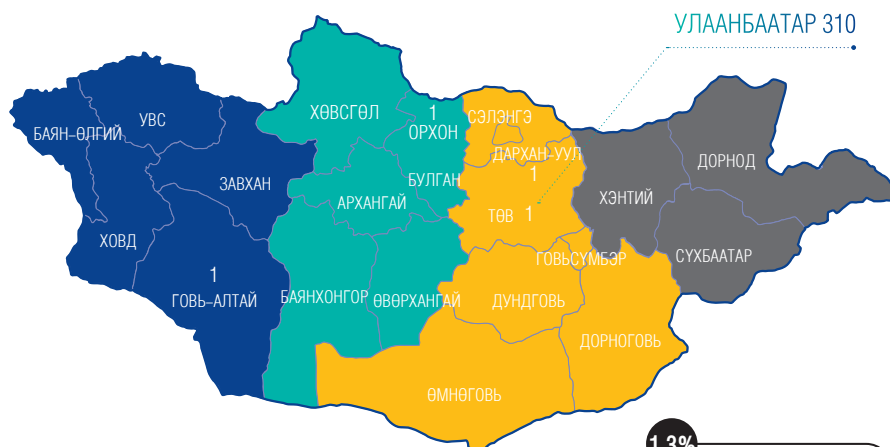 УЛААНБААТАР 310
УВС
БАЯН-ӨЛГИЙ
ХОВД
ЗАВХАН
1
ГОВЬ-АЛТАЙ
ХӨВСГӨЛ
1
ОРХОН
БУЛГАН
АРХАНГАЙ
БАЯНХОНГОР
ӨВӨРХАНГАЙ
СЭЛЭНГЭ
ДАРХАН-УУЛ
1
ТӨВ 1
ГОВЬСҮМБЭР
ДУНДГОВЬ
ДОРНОГОВЬ
ӨМНӨГОВЬ
ХЭНТИЙ
ДОРНОД
СҮХБААТАР
1.3%